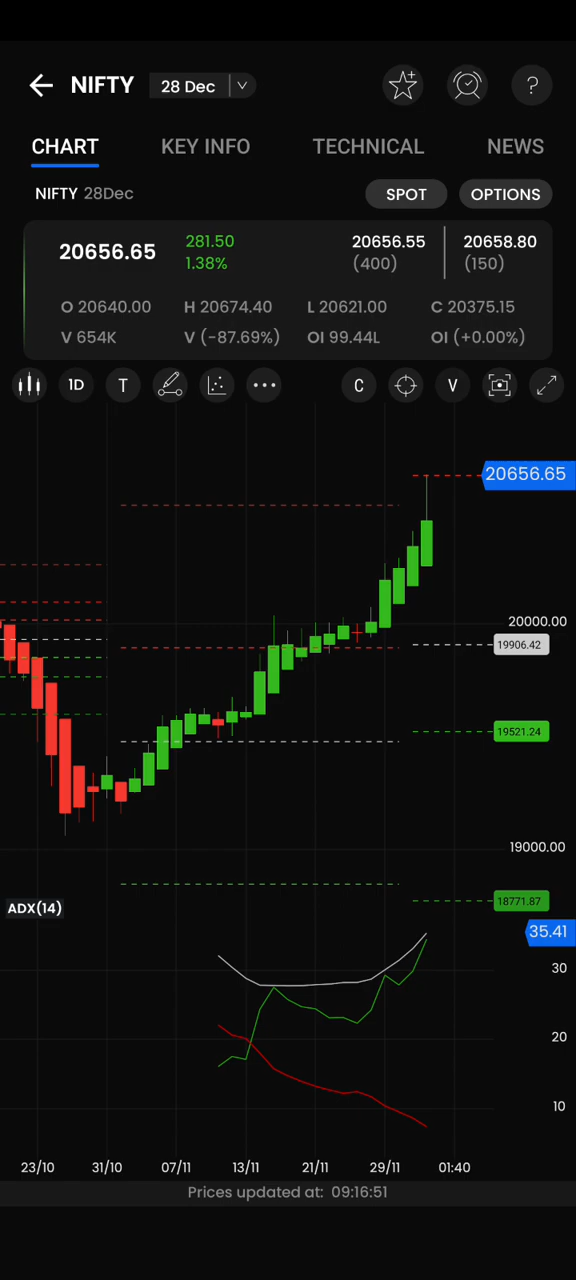 NIFTY 28 Dec
?
CHART KEY INFO TECHNICAL NEWS
NIFTY 28Dec SPOT OPTIONS
20656.65 281.50 1.38% 20656.55 (400) 20658.80 (150)
O 20640.00 H 20674.40 L 20621.00 C 20375.15
V 654K V (-87.69%) OI 99.44L OI (+0.00%)
1D T C V
20656.65
20000.00
19906.42
19521.24
19000.00
18771.87
ADX(14)
35.41
30
20
10
23/10 31/10 07/11 13/11 21/11 29/11 01:40
Prices updated at: 09:16:51